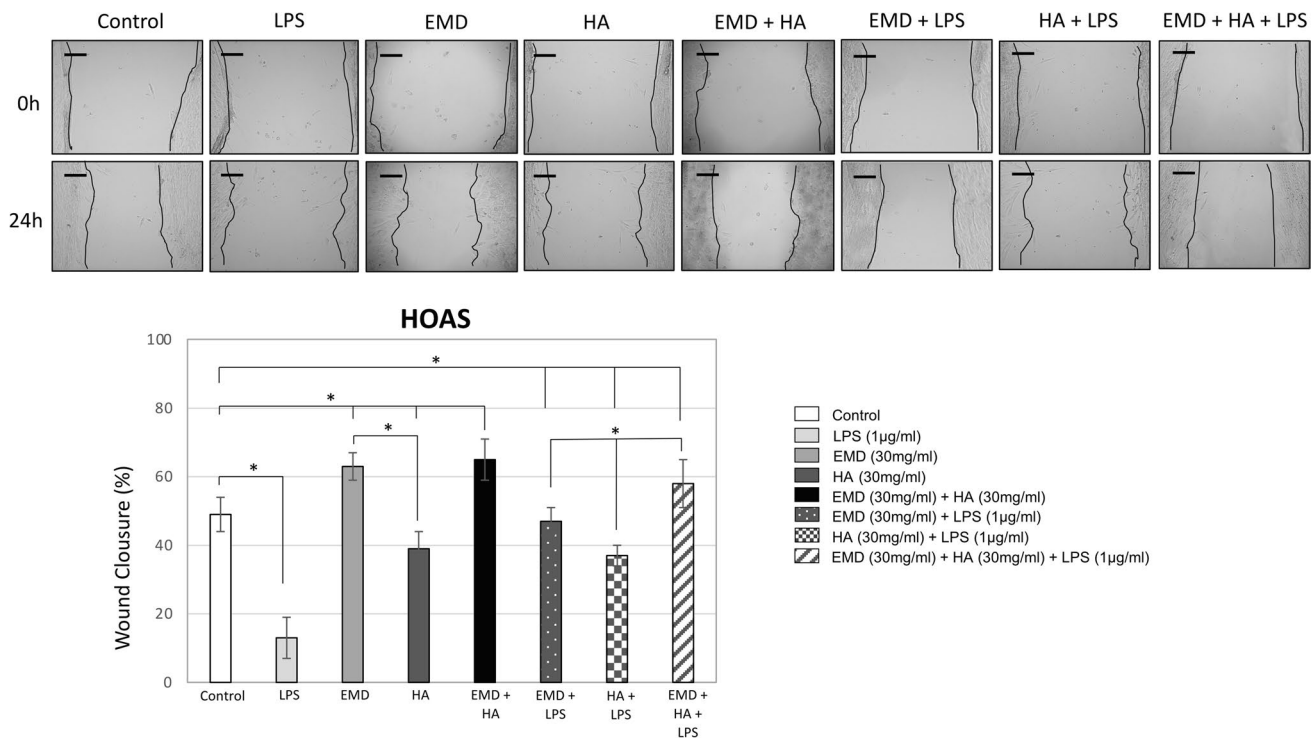 Control LPS EMD HA EMD + HA EMD + LPS HA + LPS EMD + HA + LPS
0h
24h
HOAS
100
80
60
40
20
0
Wound Clousure (%)
*
*
*
*
*
Control LPS EMD HA EMD + EMD + HA + EMD +
HA LPS LPS HA +
LPS
Control
LPS (1µg/ml)
EMD (30mg/ml)
HA (30mg/ml)
EMD (30mg/ml) + HA (30mg/ml)
EMD (30mg/ml) + LPS (1µg/ml)
HA (30mg/ml) + LPS (1µg/ml)
EMD (30mg/ml) + HA (30mg/ml) + LPS (1µg/ml)